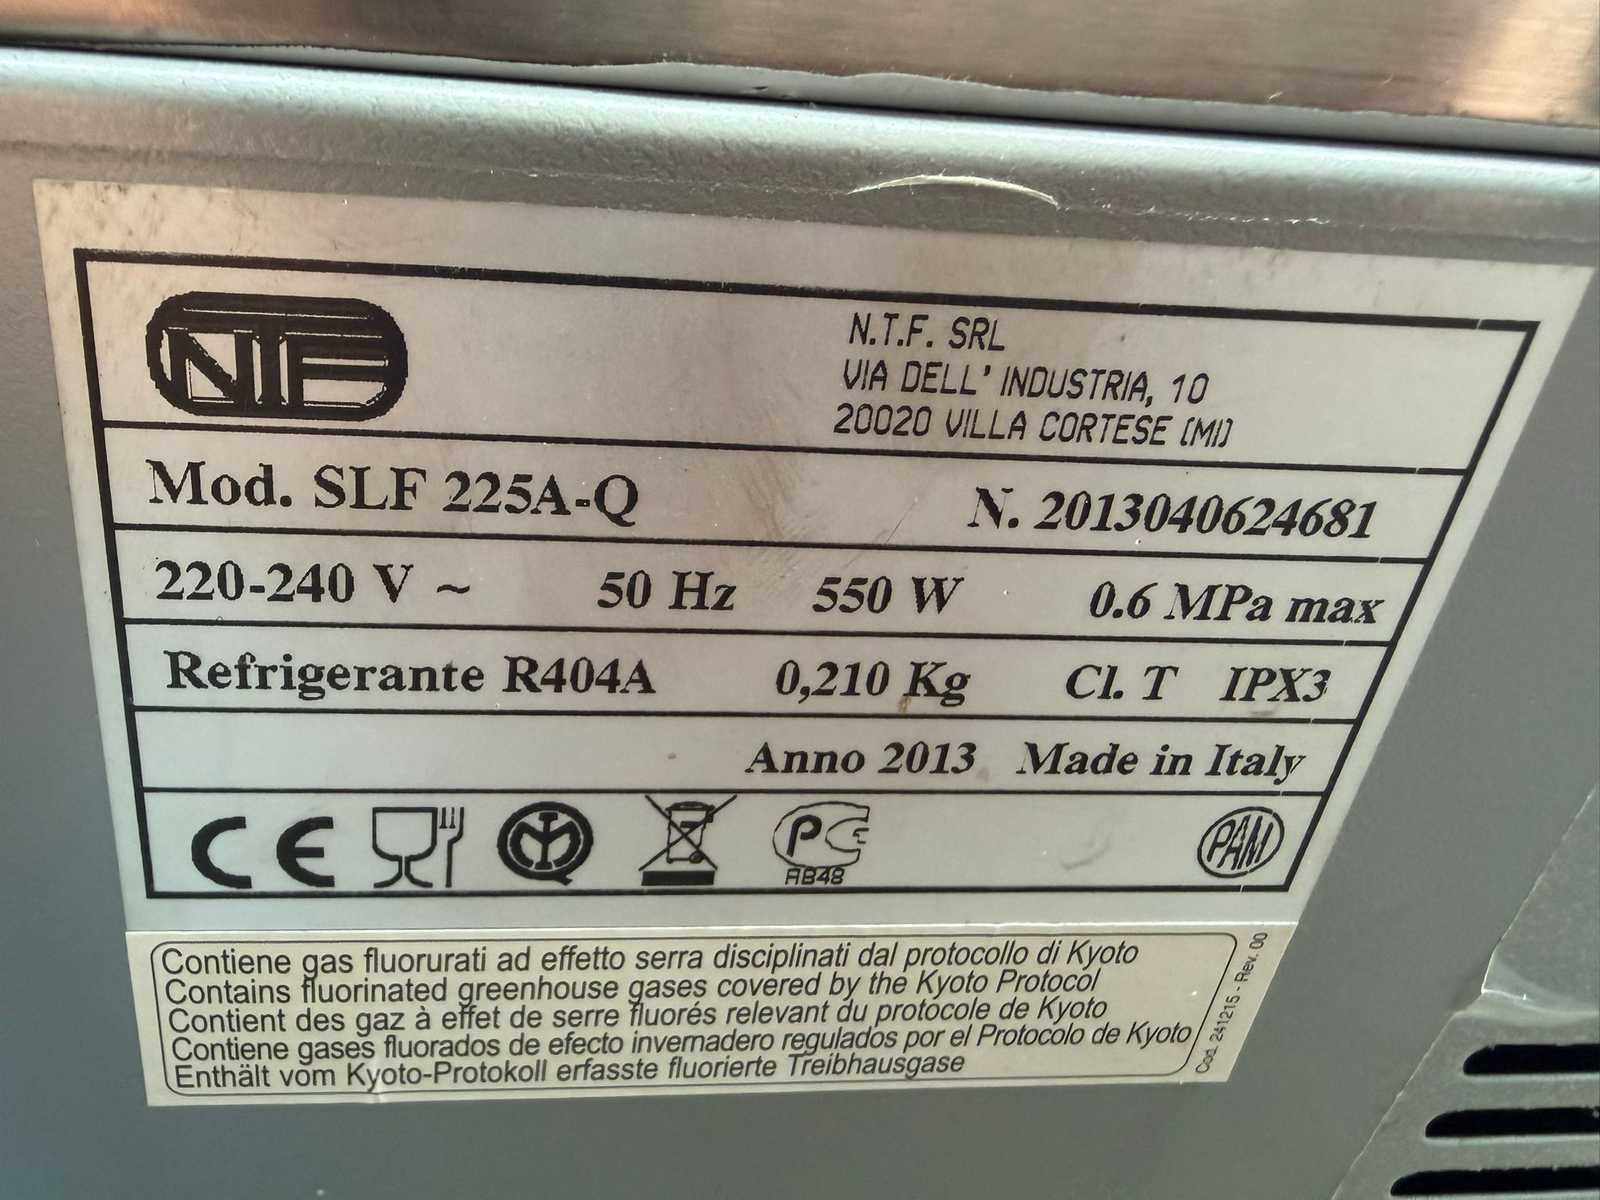 NTF
N.T.F. SRL
VIA DELL' INDUSTRIA, 10
20020 VILLA CORTESE (MI)
Mod. SLF 225A-Q N. 2013040624681
220-240 V ~ 50 Hz 550 W 0.6 MPa max
Refrigerante R404A 0,210 Kg Cl. T IPX3
Anno 2013 Made in Italy
CE PC PAM
AB48
Contiene gas fluorurati ad effetto serra disciplinati dal protocollo di Kyoto
Contains fluorinated greenhouse gases covered by the Kyoto Protocol
Contient des gaz à effet de serre fluorés relevant du protocole de Kyoto
Contiene gases fluorados de efecto invernadero regulados por el Protocolo de Kyoto
Enthält vom Kyoto-Protokoll erfasste fluorierte Treibhausgase
Cod. 241215 - Rev. 00